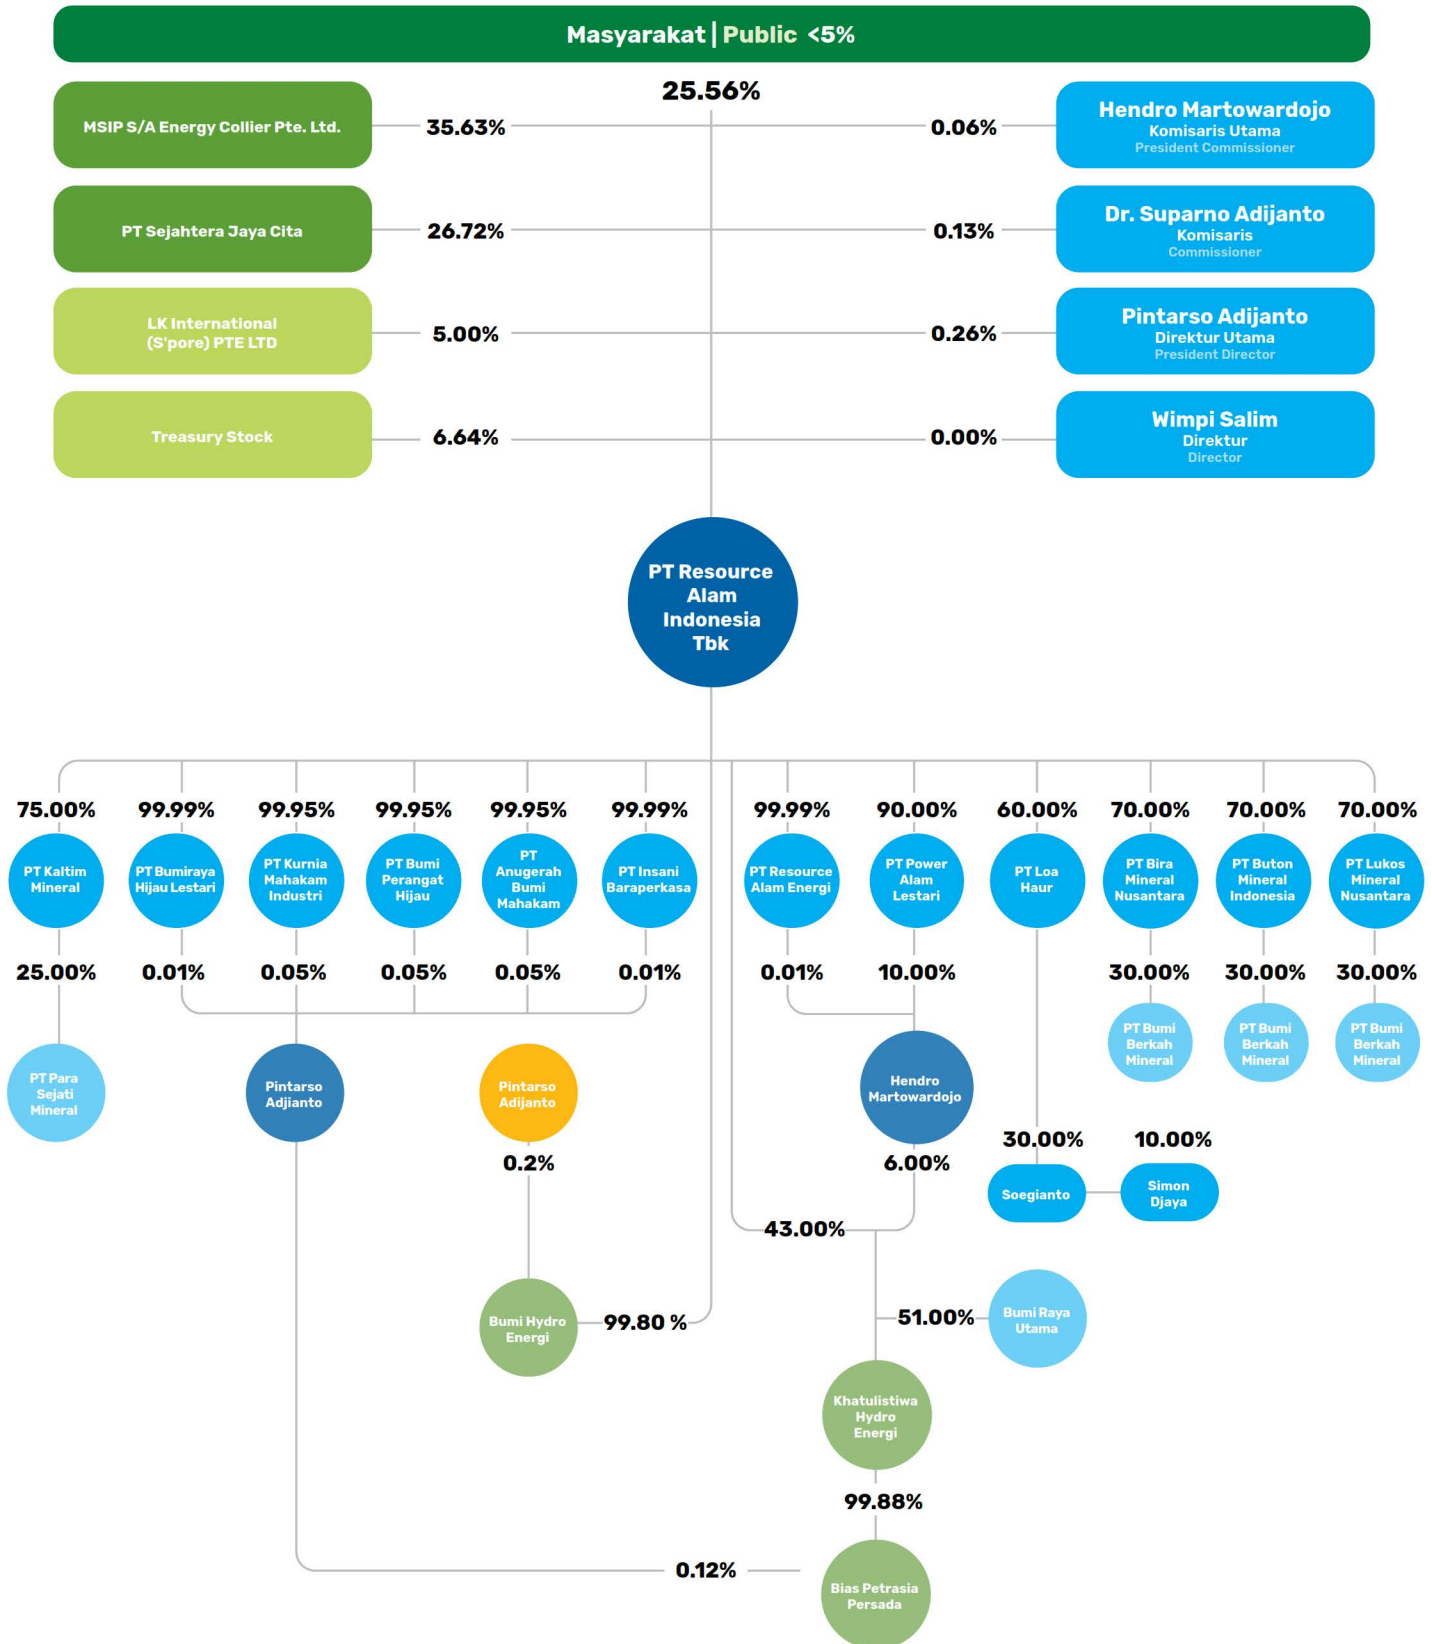 Masyarakat | Public <5%
25.56%
MSIP S/A Energy Collier Pte. Ltd.
35.63%
0.06%
Hendro Martowardojo
Komisaris Utama
President Commissioner
PT Sejahtera Jaya Cita
26.72%
0.13%
Dr. Suparno Adijanto
Komisaris
Commissioner
LK International
(S'pore) PTE LTD
5.00%
0.26%
Pintarso Adijanto
Direktur Utama
President Director
Treasury Stock
6.64%
0.00%
Wimpi Salim
Direktur
Director
PT Resource
Alam
Indonesia
Tbk
75.00%
99.99%
99.95%
99.95%
99.95%
99.99%
99.99%
90.00%
60.00%
70.00%
70.00%
70.00%
PT Kaltim
Mineral
PT Bumiraya
Hijau Lestari
PT Kurnia
Mahakam
Industri
PT Bumi
Perangat
Hijau
PT
Anugerah
Bumi
Mahakam
PT Insani
Baraperkasa
PT Resource
Alam Energi
PT Power
Alam
Lestari
PT Loa
Haur
PT Bira
Mineral
Nusantara
PT Buton
Mineral
Indonesia
PT Lukos
Mineral
Nusantara
25.00%
0.01%
0.05%
0.05%
0.05%
0.01%
0.01%
10.00%
30.00%
30.00%
30.00%
PT Bumi
Berkah
Mineral
PT Bumi
Berkah
Mineral
PT Bumi
Berkah
Mineral
PT Para
Sejati
Mineral
Pintarso
Adjianto
Pintarso
Adijanto
Hendro
Martowardojo
30.00%
10.00%
0.2%
6.00%
Soegianto
Simon
Djaya
43.00%
Bumi Hydro
Energi
99.80 %
51.00%
Bumi Raya
Utama
Khatulistiwa
Hydro
Energi
99.88%
0.12%
Bias Petrasia
Persada